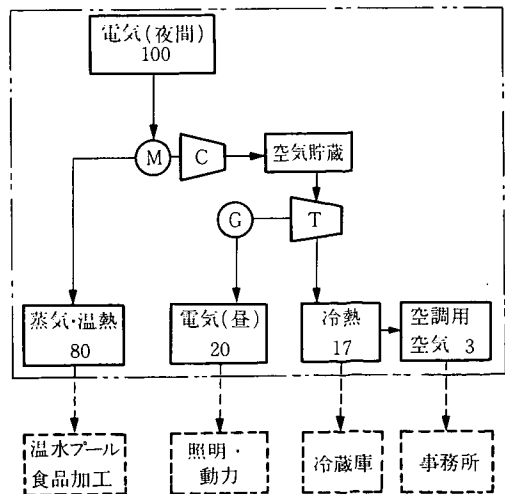 電気(夜間)
100
M
C
空気貯蔵
G
T
蒸気・温熱
80
電気(昼)
20
冷熱
17
空調用
空気 3
温水プール
食品加工
照明・
動力
冷蔵庫
事務所